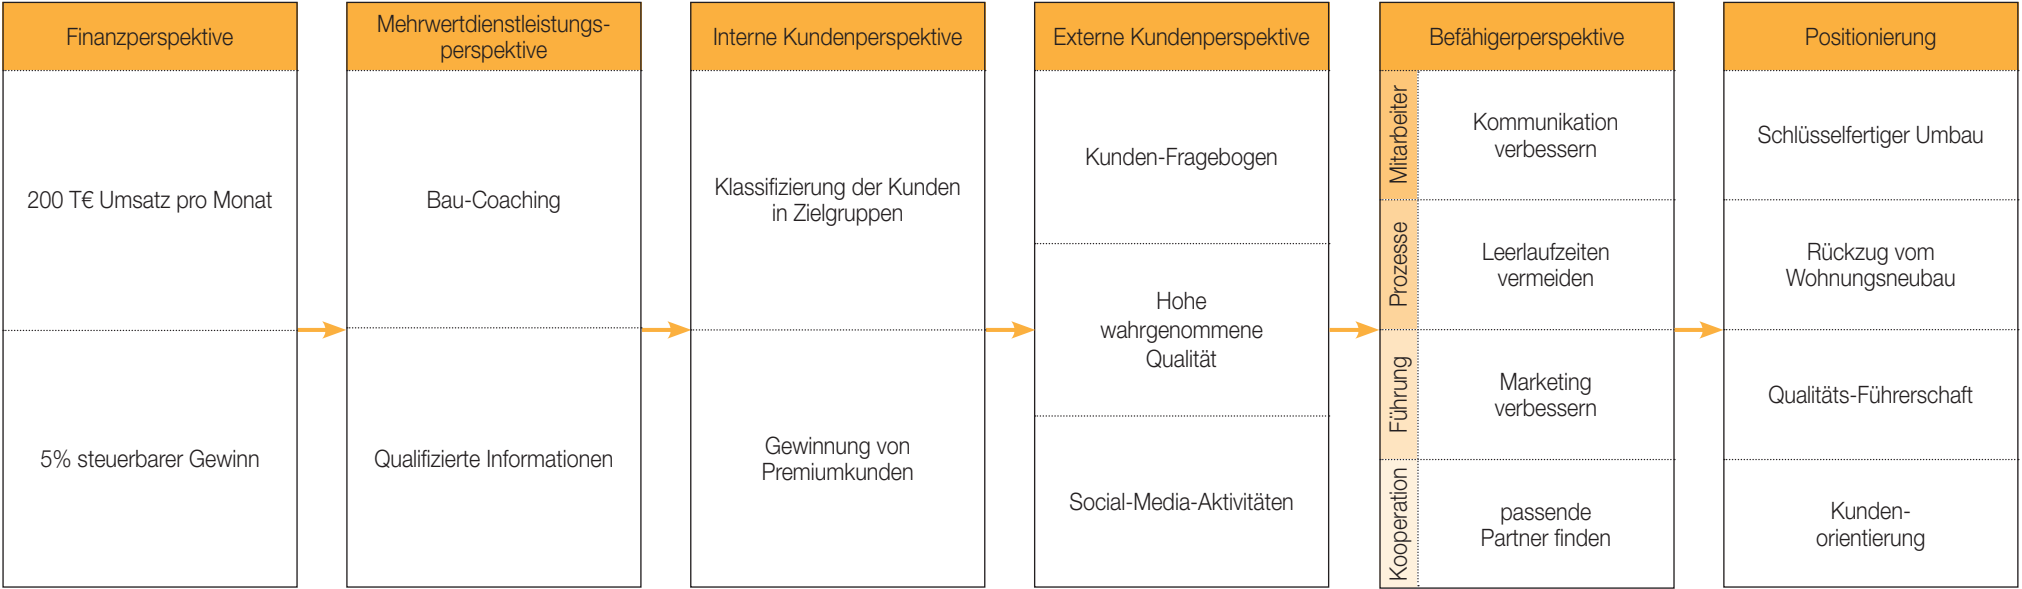 Finanzperspektive
200 T€ Umsatz pro Monat
5% steuerbarer Gewinn
Mehrwertdienstleistungs-
perspektive
Bau-Coaching
Qualifizierte Informationen
Interne Kundenperspektive
Klassifizierung der Kunden
in Zielgruppen
Gewinnung von
Premiumkunden
Externe Kundenperspektive
Kunden-Fragebogen
Hohe
wahrgenommene
Qualität
Social-Media-Aktivitäten
Befähigerperspektive
Mitarbeiter
Kommunikation
verbessern
Prozesse
Leerlaufzeiten
vermeiden
Führung
Marketing
verbessern
Kooperation
passende
Partner finden
Positionierung
Schlüsselfertiger Umbau
Rückzug vom
Wohnungsneubau
Qualitäts-Führerschaft
Kunden-
orientierung